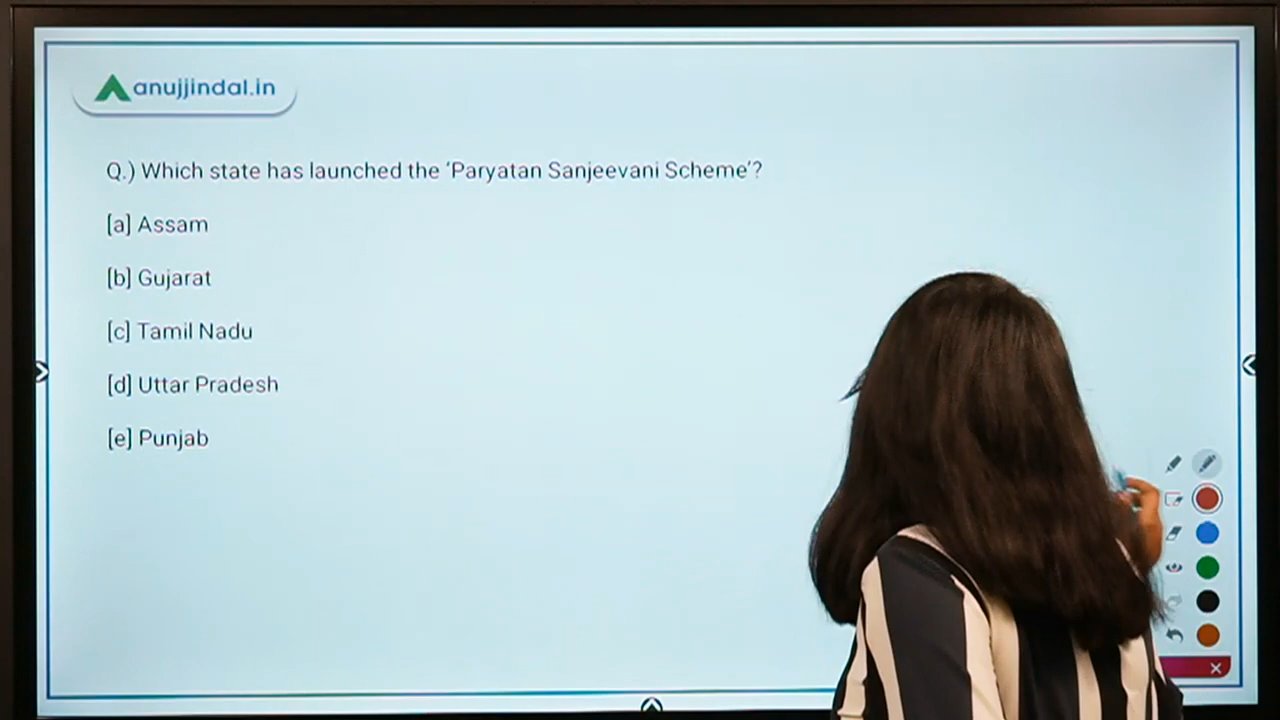 anujjindal.in
Q.) Which state has launched the ‘Paryatan Sanjeevani Scheme’?
[a] Assam
[b] Gujarat
[c] Tamil Nadu
[d] Uttar Pradesh
[e] Punjab